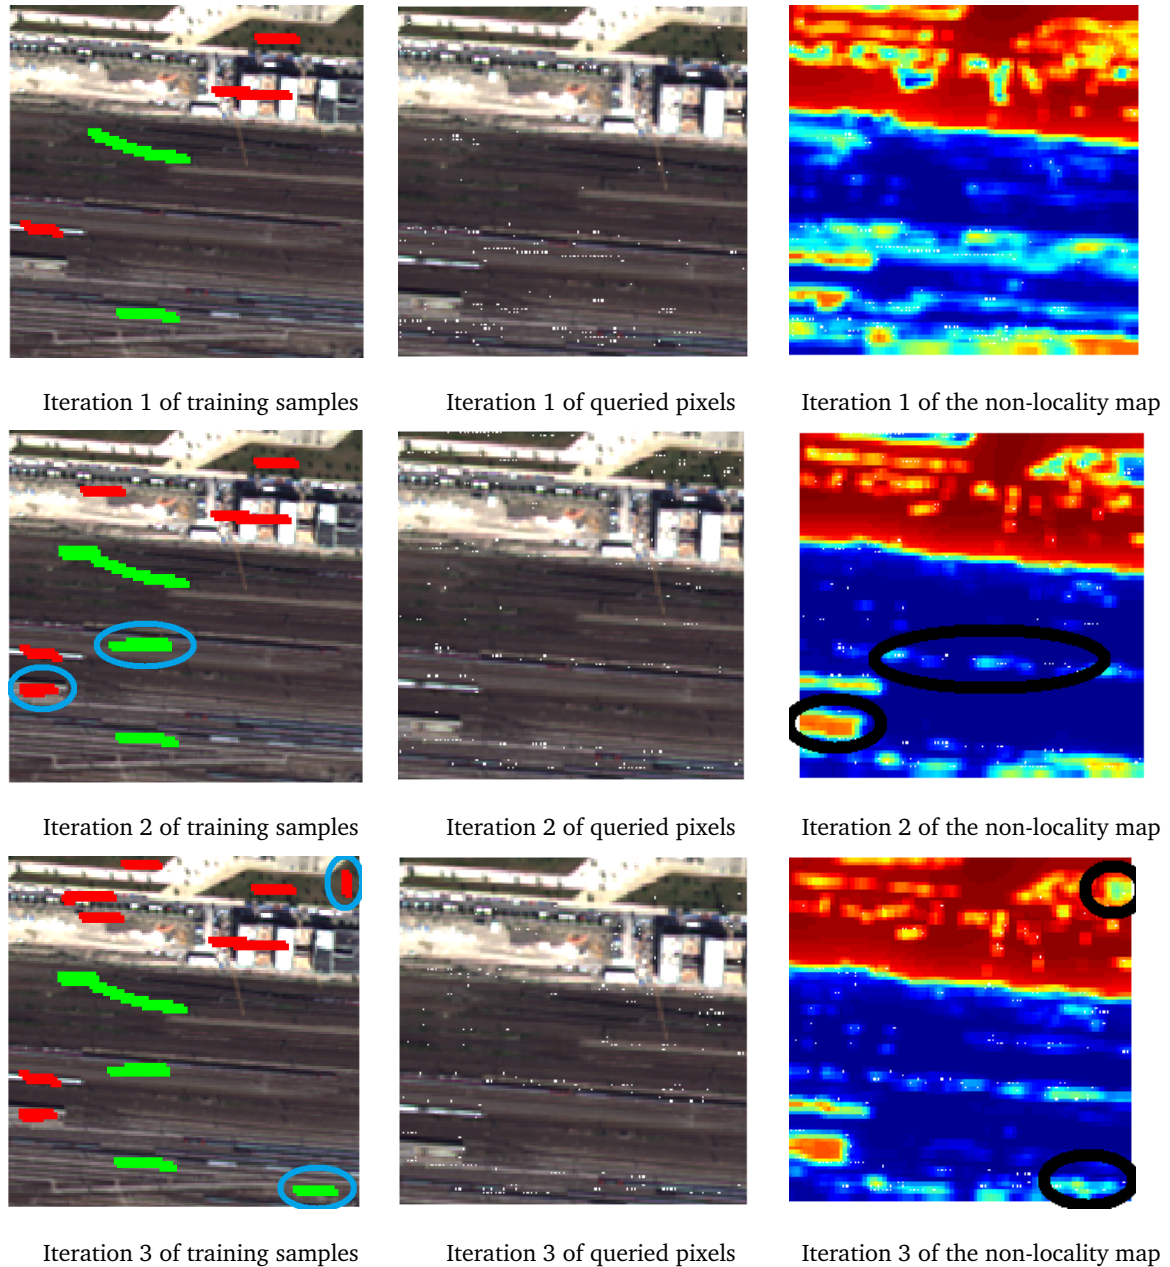 Iteration 1 of training samples
Iteration 1 of queried pixels
Iteration 1 of the non-locality map
Iteration 2 of training samples
Iteration 2 of queried pixels
Iteration 2 of the non-locality map
Iteration 3 of training samples
Iteration 3 of queried pixels
Iteration 3 of the non-locality map